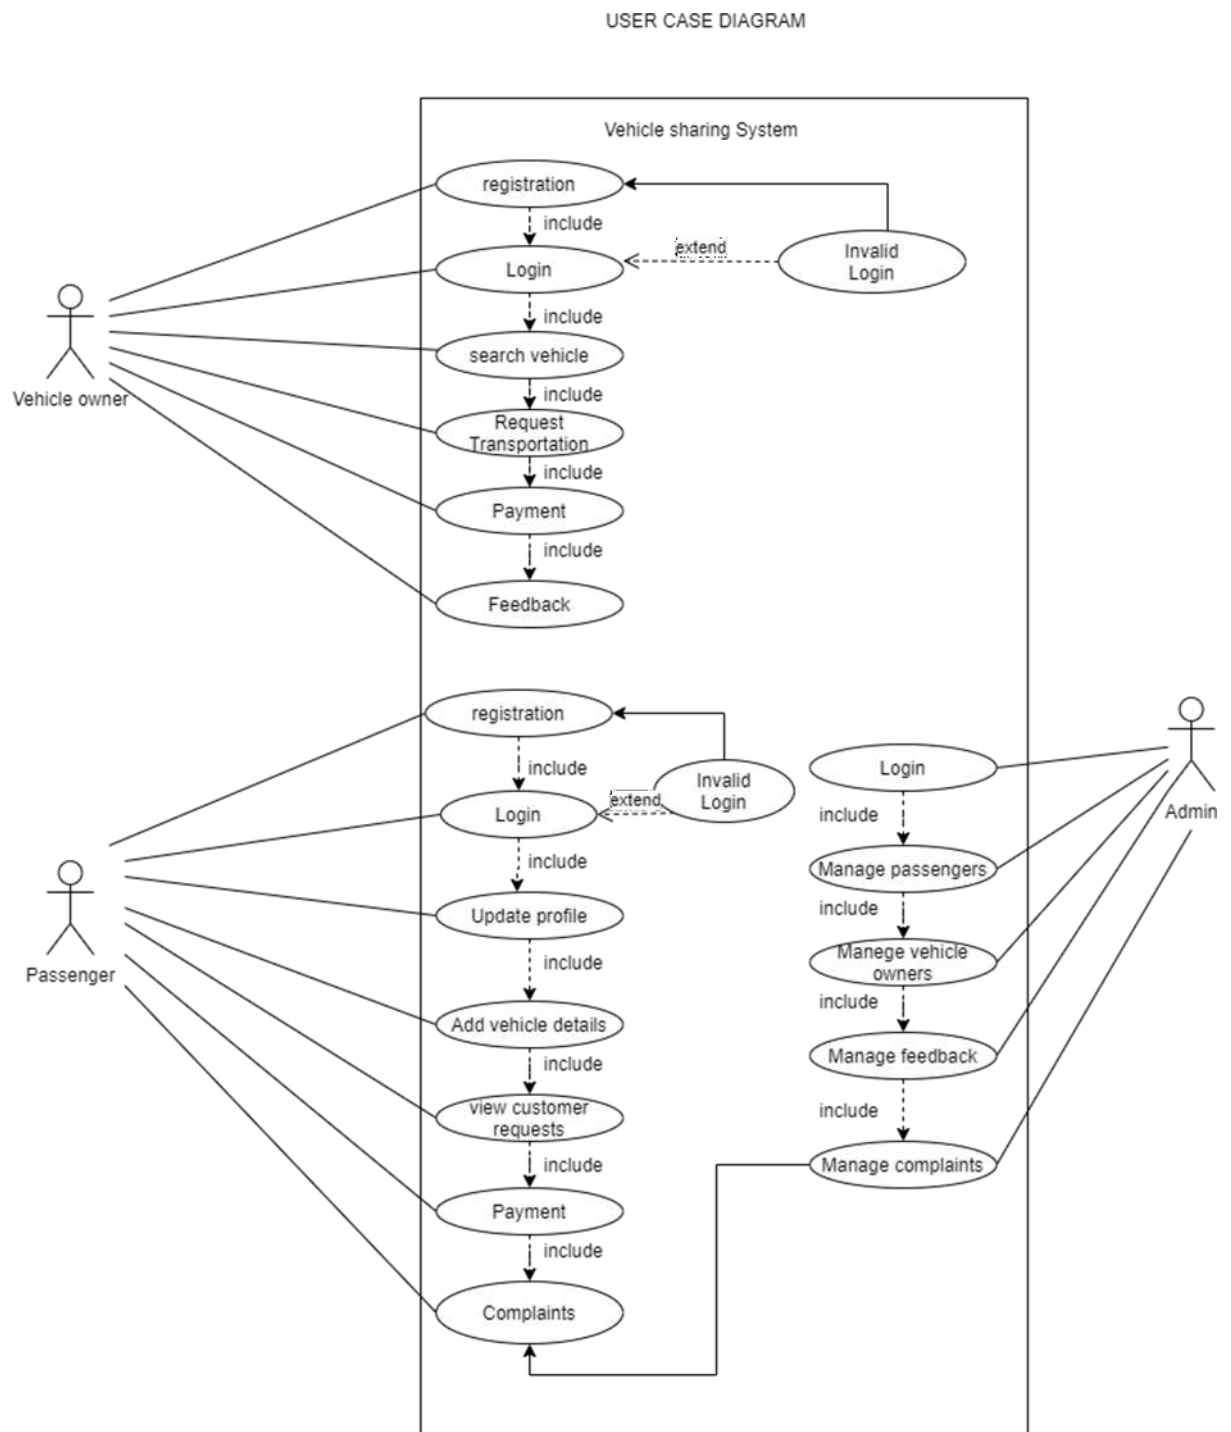 USER CASE DIAGRAM
Vehicle sharing System
registration
include
extend
Invalid
Login
Login
include
search vehicle
include
Request
Transportation
include
Payment
include
Feedback
Vehicle owner
registration
include
Invalid
Login
extend
Login
include
Update profile
include
Add vehicle details
include
view customer
requests
include
Payment
include
Complaints
Passenger
Login
include
Manage passengers
include
Manege vehicle
owners
include
Manage feedback
include
Manage complaints
Admin